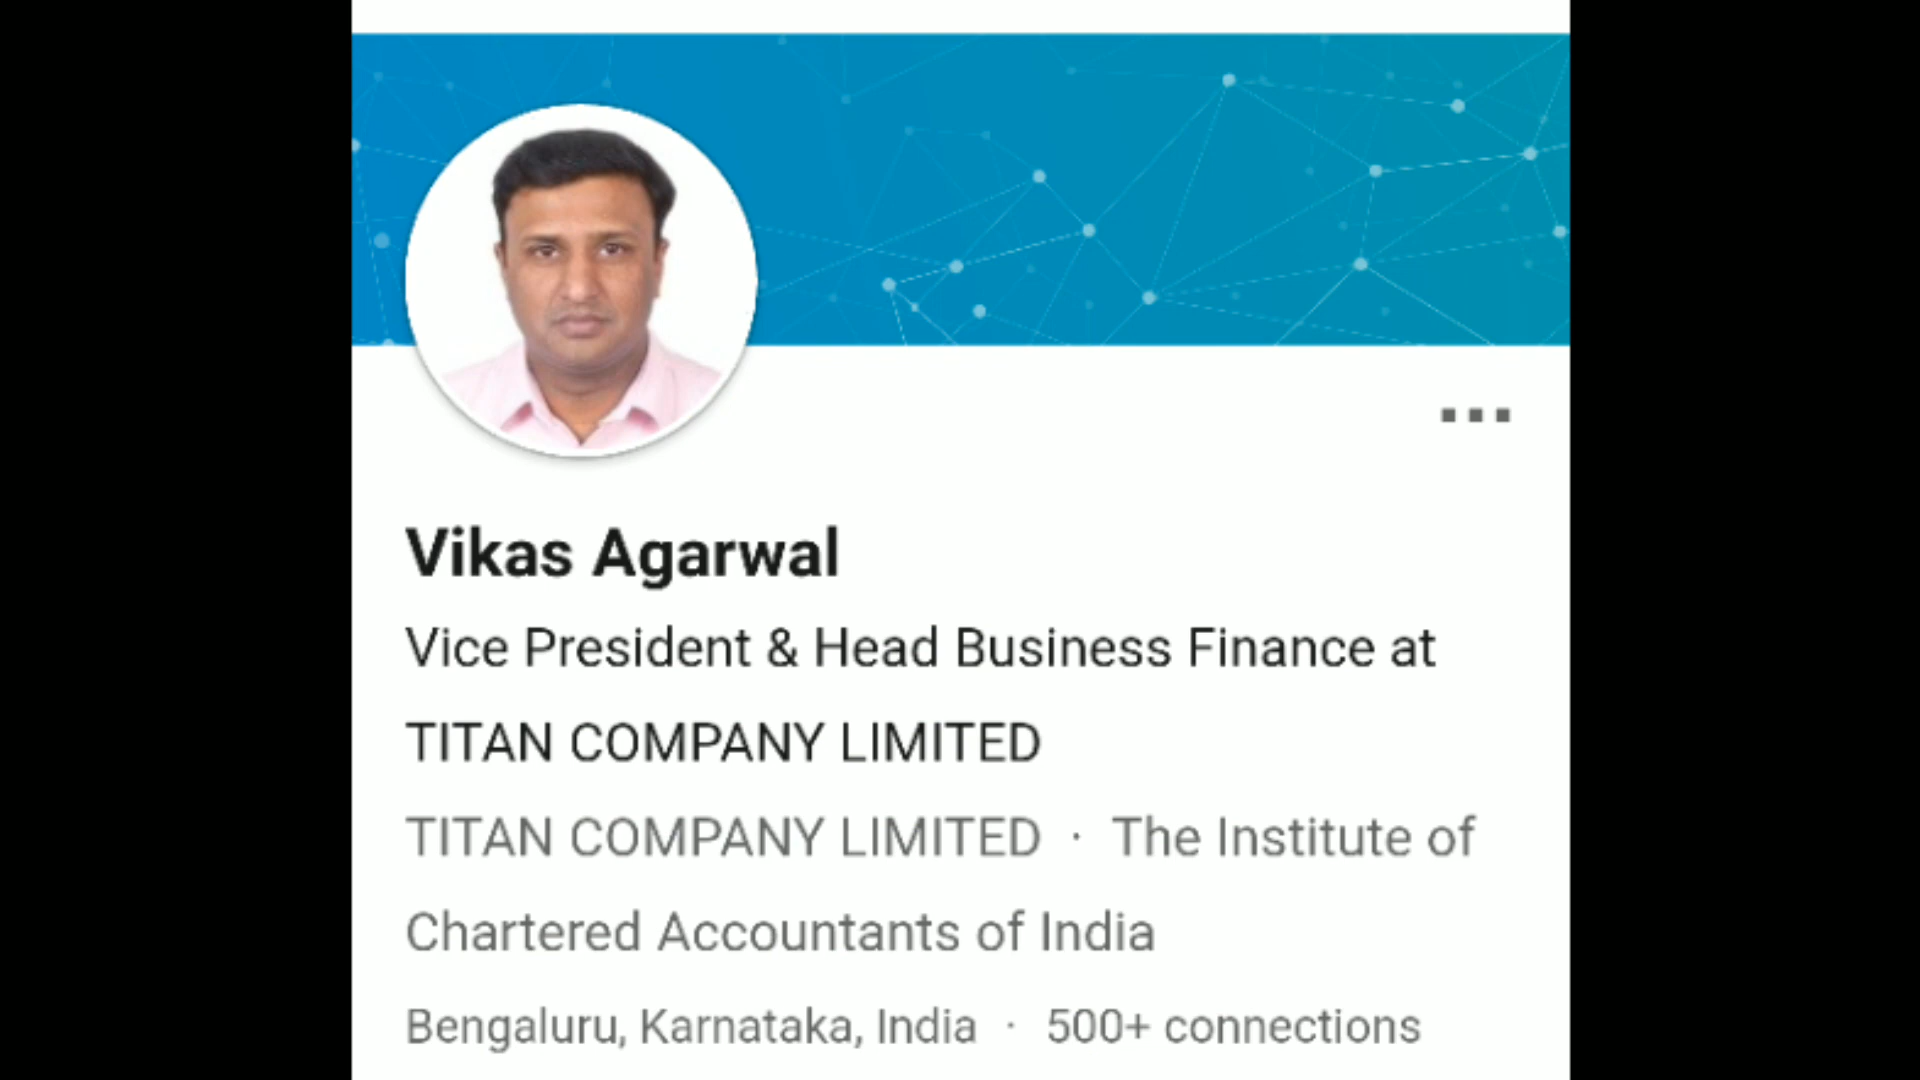 Vikas Agarwal
Vice President & Head Business Finance at
TITAN COMPANY LIMITED
TITAN COMPANY LIMITED · The Institute of
Chartered Accountants of India
Bengaluru, Karnataka, India · 500+ connections